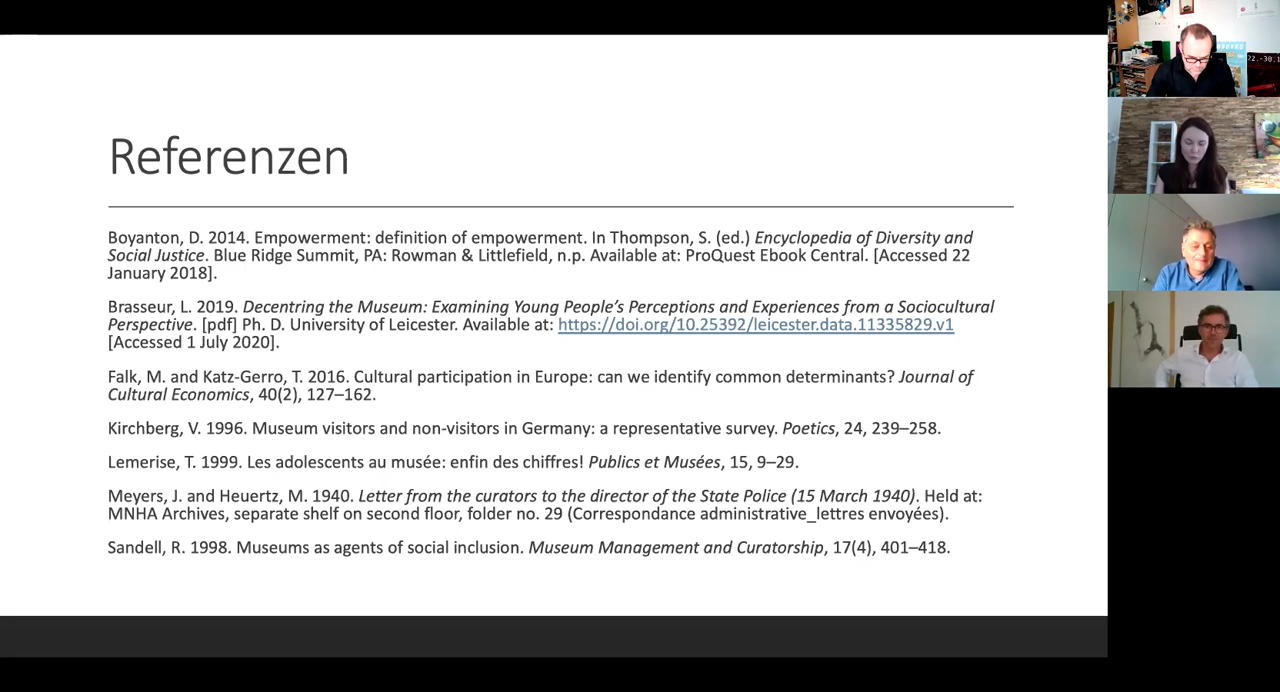 Referenzen
Boyanton, D. 2014. Empowerment: definition of empowerment. In Thompson, S. (ed.) Encyclopedia of Diversity and
Social Justice. Blue Ridge Summit, PA: Rowman & Littlefield, n.p. Available at: ProQuest Ebook Central. [Accessed 22
January 2018].
Brasseur, L. 2019. Decentring the Museum: Examining Young People’s Perceptions and Experiences from a Sociocultural
Perspective. [pdf] Ph. D. University of Leicester. Available at: https://doi.org/10.25392/leicester.data.11335829.v1
[Accessed 1 July 2020].
Falk, M. and Katz-Gerro, T. 2016. Cultural participation in Europe: can we identify common determinants? Journal of
Cultural Economics, 40(2), 127–162.
Kirchberg, V. 1996. Museum visitors and non-visitors in Germany: a representative survey. Poetics, 24, 239–258.
Lemerise, T. 1999. Les adolescents au musée: enfin des chiffres! Publics et Musées, 15, 9–29.
Meyers, J. and Heuertz, M. 1940. Letter from the curators to the director of the State Police (15 March 1940). Held at:
MNHA Archives, separate shelf on second floor, folder no. 29 (Correspondance administrative_lettres envoyées).
Sandell, R. 1998. Museums as agents of social inclusion. Museum Management and Curatorship, 17(4), 401–418.
22.-30.1